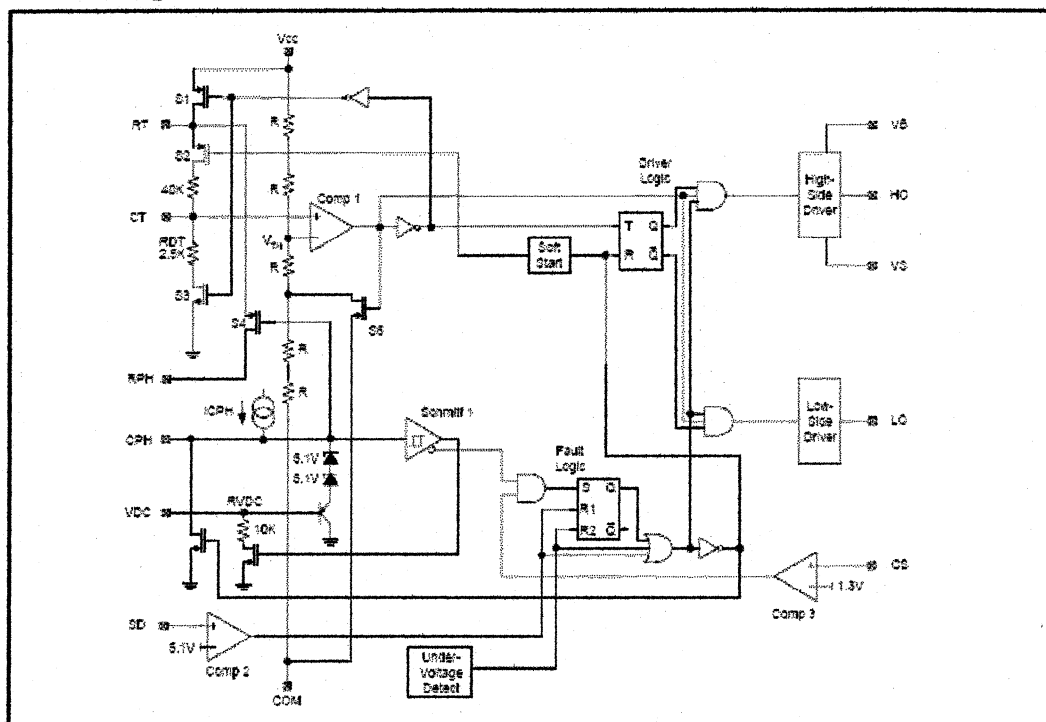 Vcc
S1
R
VB
RT
S2
Driver
Logic
High-
Side
Driver
HO
40K
R
Comp 1
CT
VTH
T Q
RDT
2.5K
R
Soft
Start
R Q
VS
S3
S4
S5
R
RPH
R
ICPH
Schmitt 1
Low-
Side
Driver
LO
CPH
5.1V
Fault
Logic
5.1V
S Q
RVDC
VDC
R1
10K
R2 Q
CS
1.3V
Comp 3
SD
5.1V
Comp 2
Under-
Voltage
Detect
COM